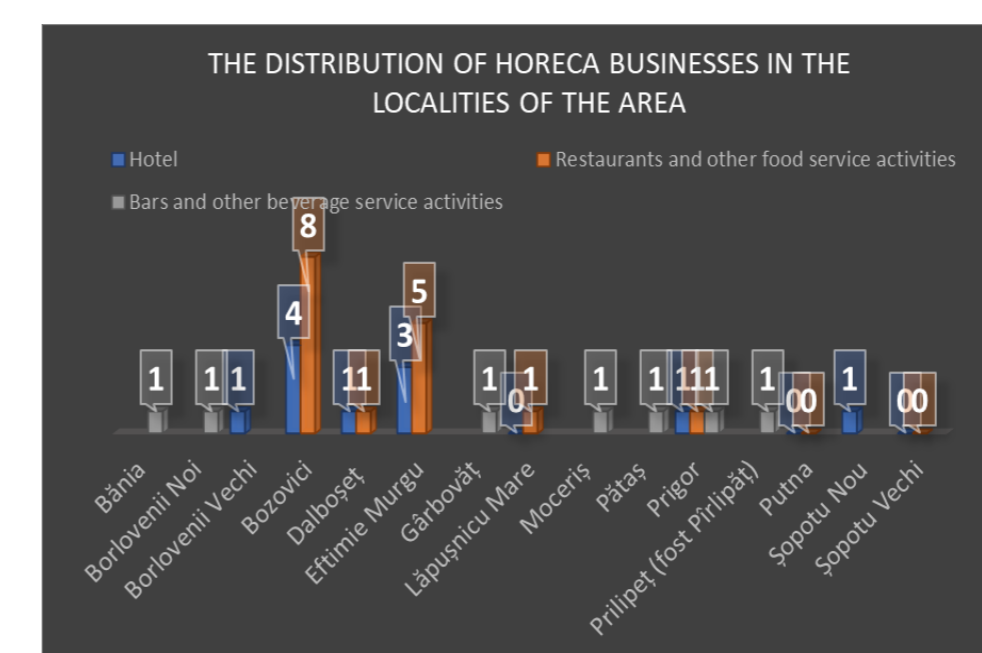 THE DISTRIBUTION OF HORECA BUSINESSES IN THE
LOCALITIES OF THE AREA
Hotel
Restaurants and other food service activities
Bars and other beverage service activities
1
1
1
4
8
1
1
3
5
1
0
1
1
1
1
1
1
1
0
0
1
0
0
Bănia
Borlovenii Noi
Borlovenii Vechi
Bozovici
Dalboșeț
Eftimie Murgu
Gârbovăț
Lăpușnicu Mare
Moceriș
Pătaș
Prigor
Prilipeț (fost Pîrlipăț)
Putna
Șopotu Nou
Șopotu Vechi